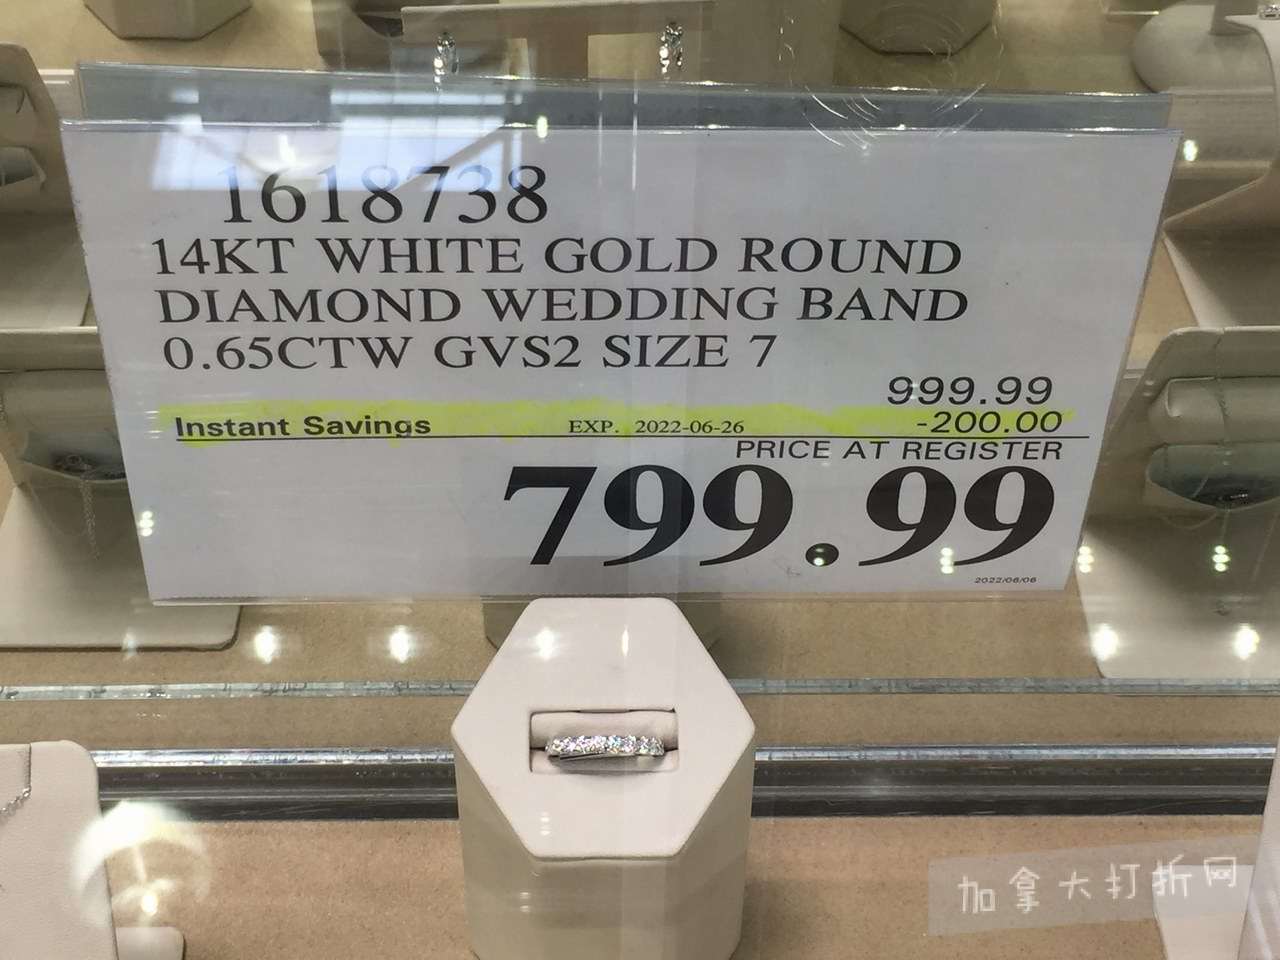 1618738
14KT WHITE GOLD ROUND
DIAMOND WEDDING BAND
0.65CTW GVS2 SIZE 7
999.99
Instant Savings EXP. 2022-06-26 -200.00
PRICE AT REGISTER
799.99
2022/06/06
加拿大打折网